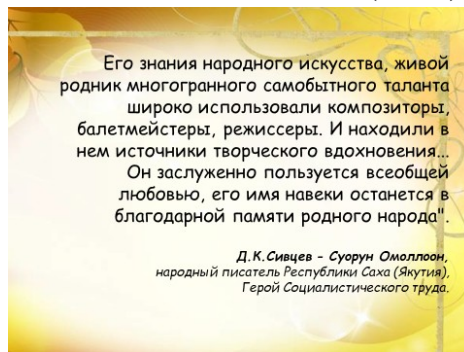 Его знания народного искусства, живой
родник многогранного самобытного таланта
широко использовали композиторы,
балетмейстеры, режиссеры. И находили в
нем источники творческого вдохновения...
Он заслуженно пользуется всеобщей
любовью, его имя навеки останется в
благодарной памяти родного народа".
Д.К.Сивцев – Суорун Омоллоон,
народный писатель Республики Саха (Якутия),
Герой Социалистического труда.